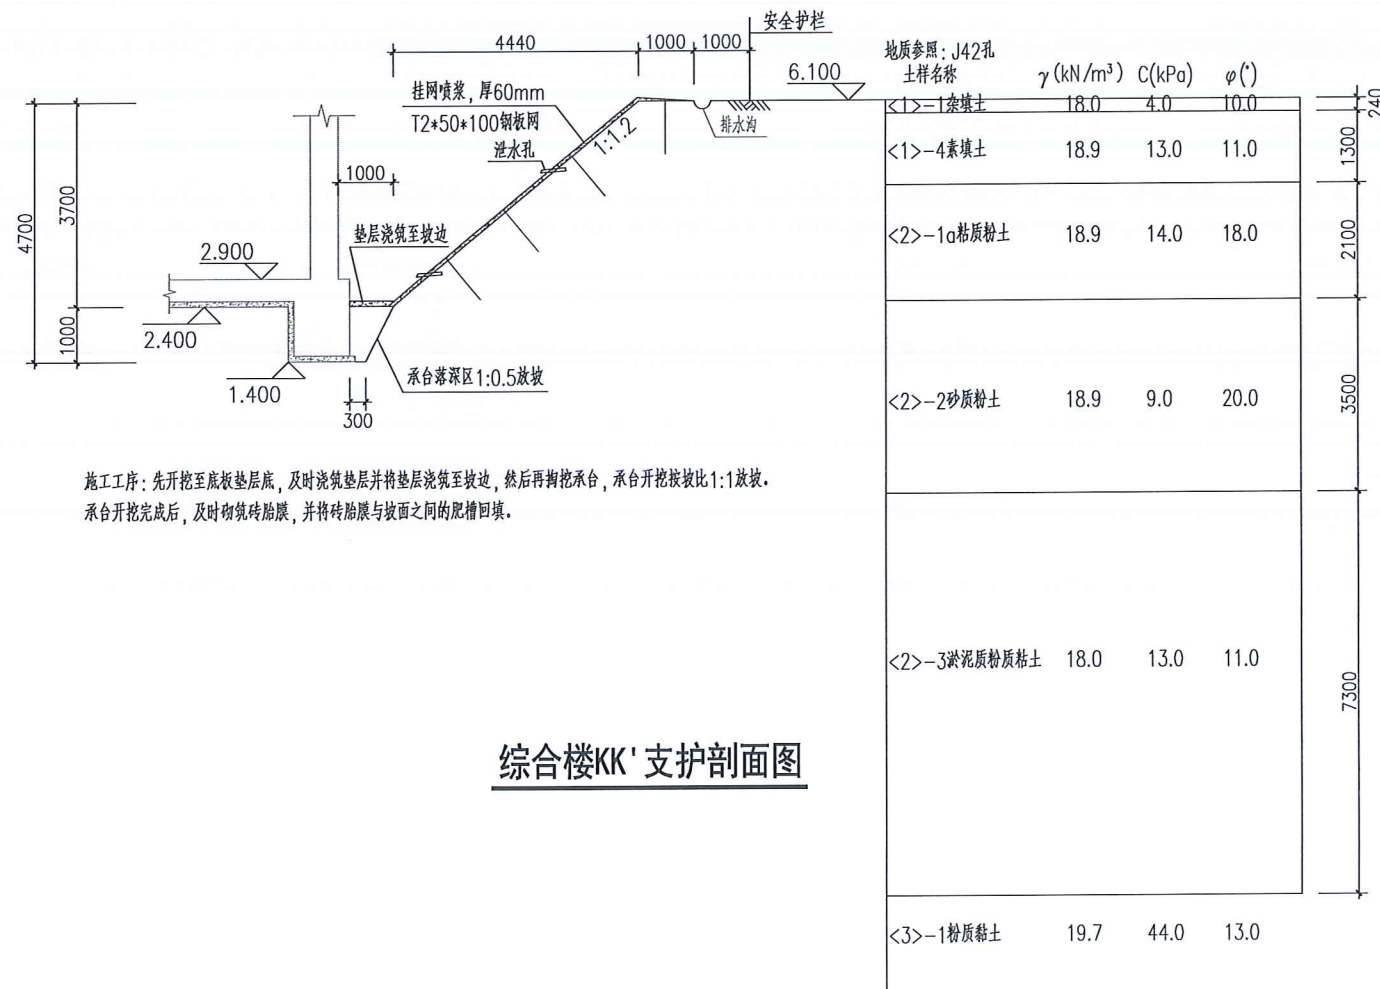 安全护栏
4440
1000
1000
地质参照：J42孔
土样名称 γ(kN/m³) C(kPa) φ(°)
6.100
挂网喷浆，厚60mm
T2*50*100钢板网
泄水孔
1:1.2
排水沟
<1>-1杂填土 18.0 4.0 10.0
240
<1>-4素填土 18.9 13.0 11.0
1300
1000
3700
4700
垫层浇筑至坡边
<2>-1a粘质粉土 18.9 14.0 18.0
2100
2.900
2.400
1000
1.400
300
承台落深区1:0.5放坡
<2>-2砂质粉土 18.9 9.0 20.0
3500
施工工序：先开挖至底板垫层底，及时浇筑垫层并将垫层浇筑至坡边，然后再掏挖承台，承台开挖按坡比1:1放坡。
承台开挖完成后，及时砌筑砖胎膜，并将砖胎膜与坡面之间的肥槽回填。
<2>-3淤泥质粉质粘土 18.0 13.0 11.0
7300
综合楼KK'支护剖面图
<3>-1粉质黏土 19.7 44.0 13.0